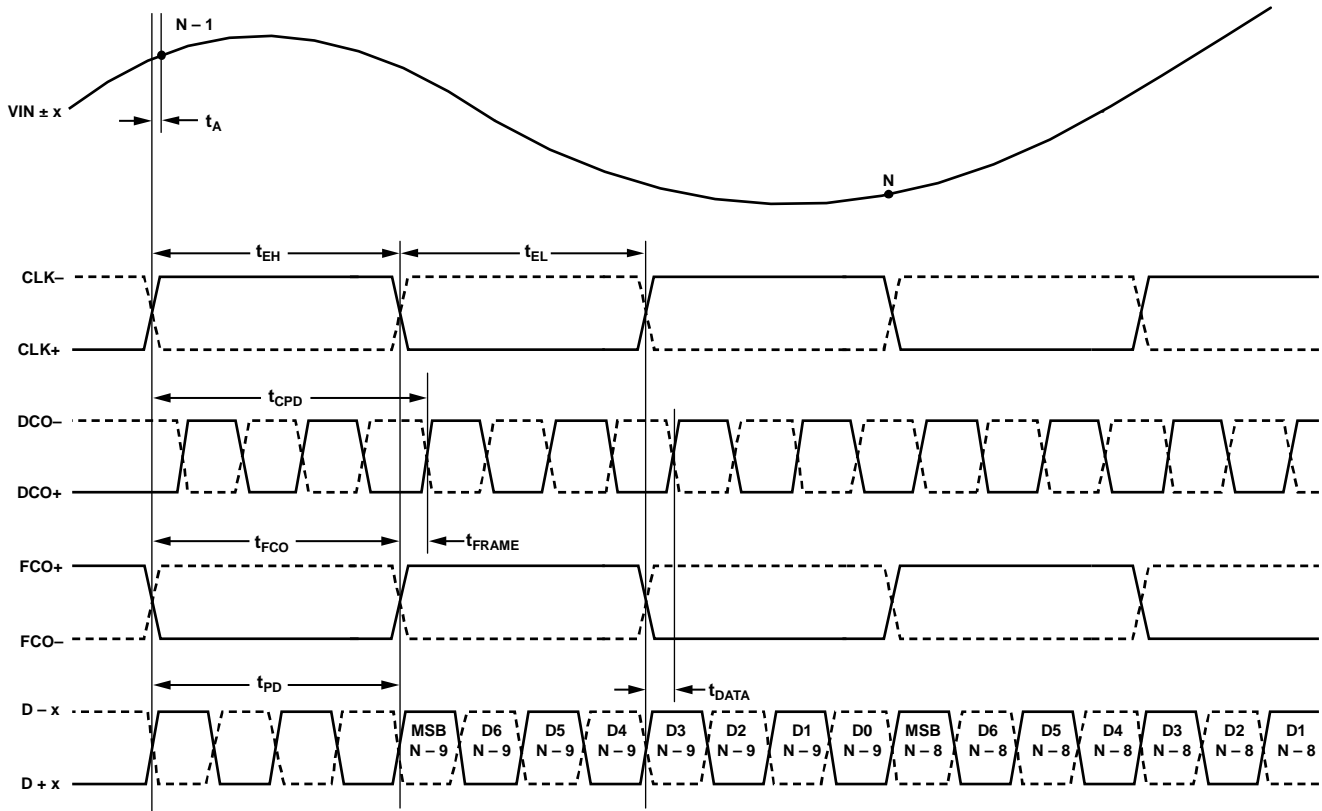 N – 1
VIN ± x
tA
N
tEH
tEL
CLK–
CLK+
tCPD
DCO–
DCO+
tFCO
tFRAME
FCO+
FCO–
tPD
tDATA
D – x
MSB D6 D5 D4 D3 D2 D1 D0 MSB D6 D5 D4 D3 D2 D1
N – 9 N – 9 N – 9 N – 9 N – 9 N – 9 N – 9 N – 9 N – 8 N – 8 N – 8 N – 8 N – 8 N – 8 N – 8
D + x